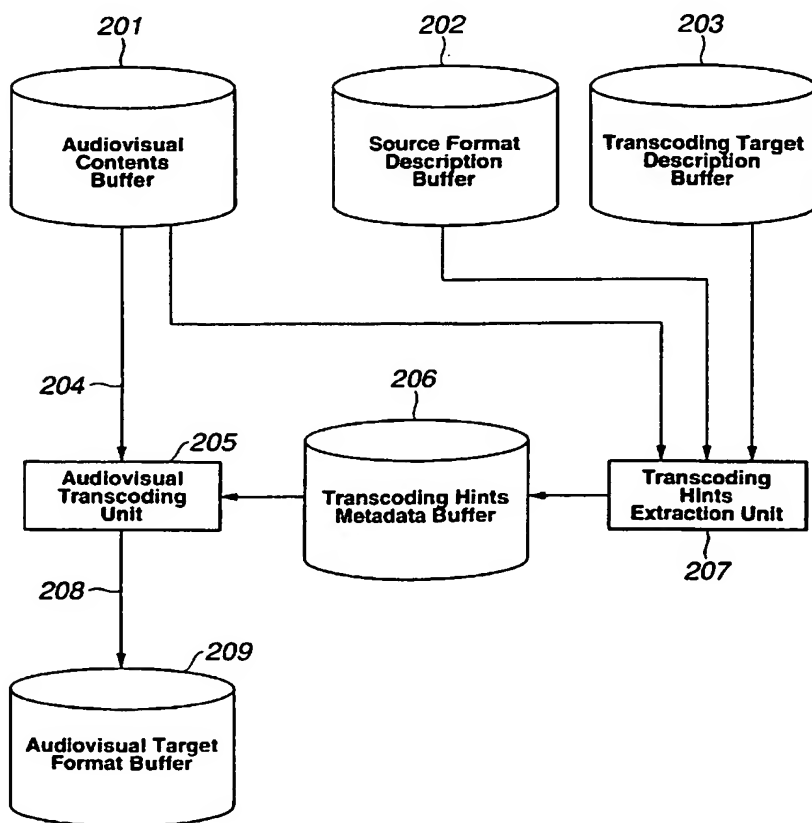 201
202
203
Audiovisual
Contents
Buffer
Source Format
Description
Buffer
Transcoding Target
Description
Buffer
204
206
205
Audiovisual
Transcoding
Unit
Transcoding Hints
Metadata Buffer
Transcoding
Hints
Extraction Unit
207
208
209
Audiovisual Target
Format Buffer